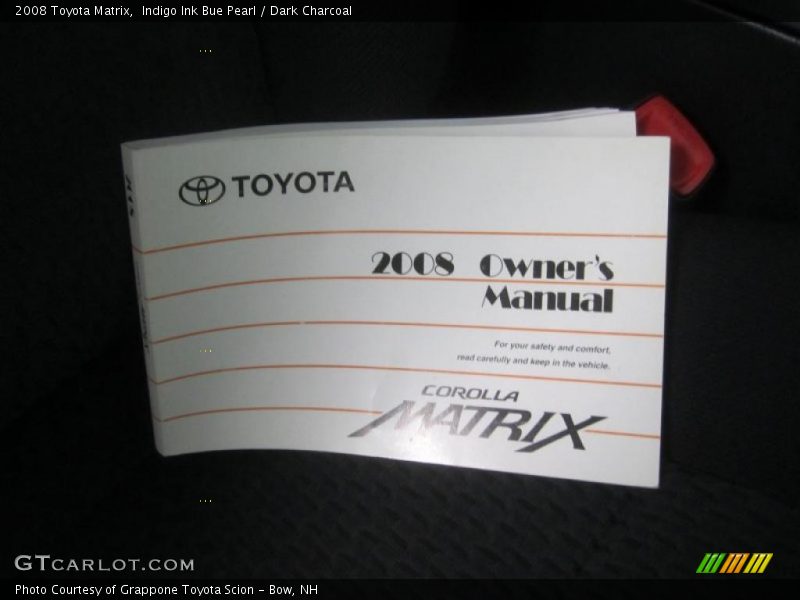 2008 Toyota Matrix,  Indigo Ink Bue Pearl / Dark Charcoal
TOYOTA
2008 Owner's
Manual
For your safety and comfort,
read carefully and keep in the vehicle.
COROLLA
MATRIX
GTCARLOT.COM
Photo Courtesy of Grappone Toyota Scion - Bow, NH